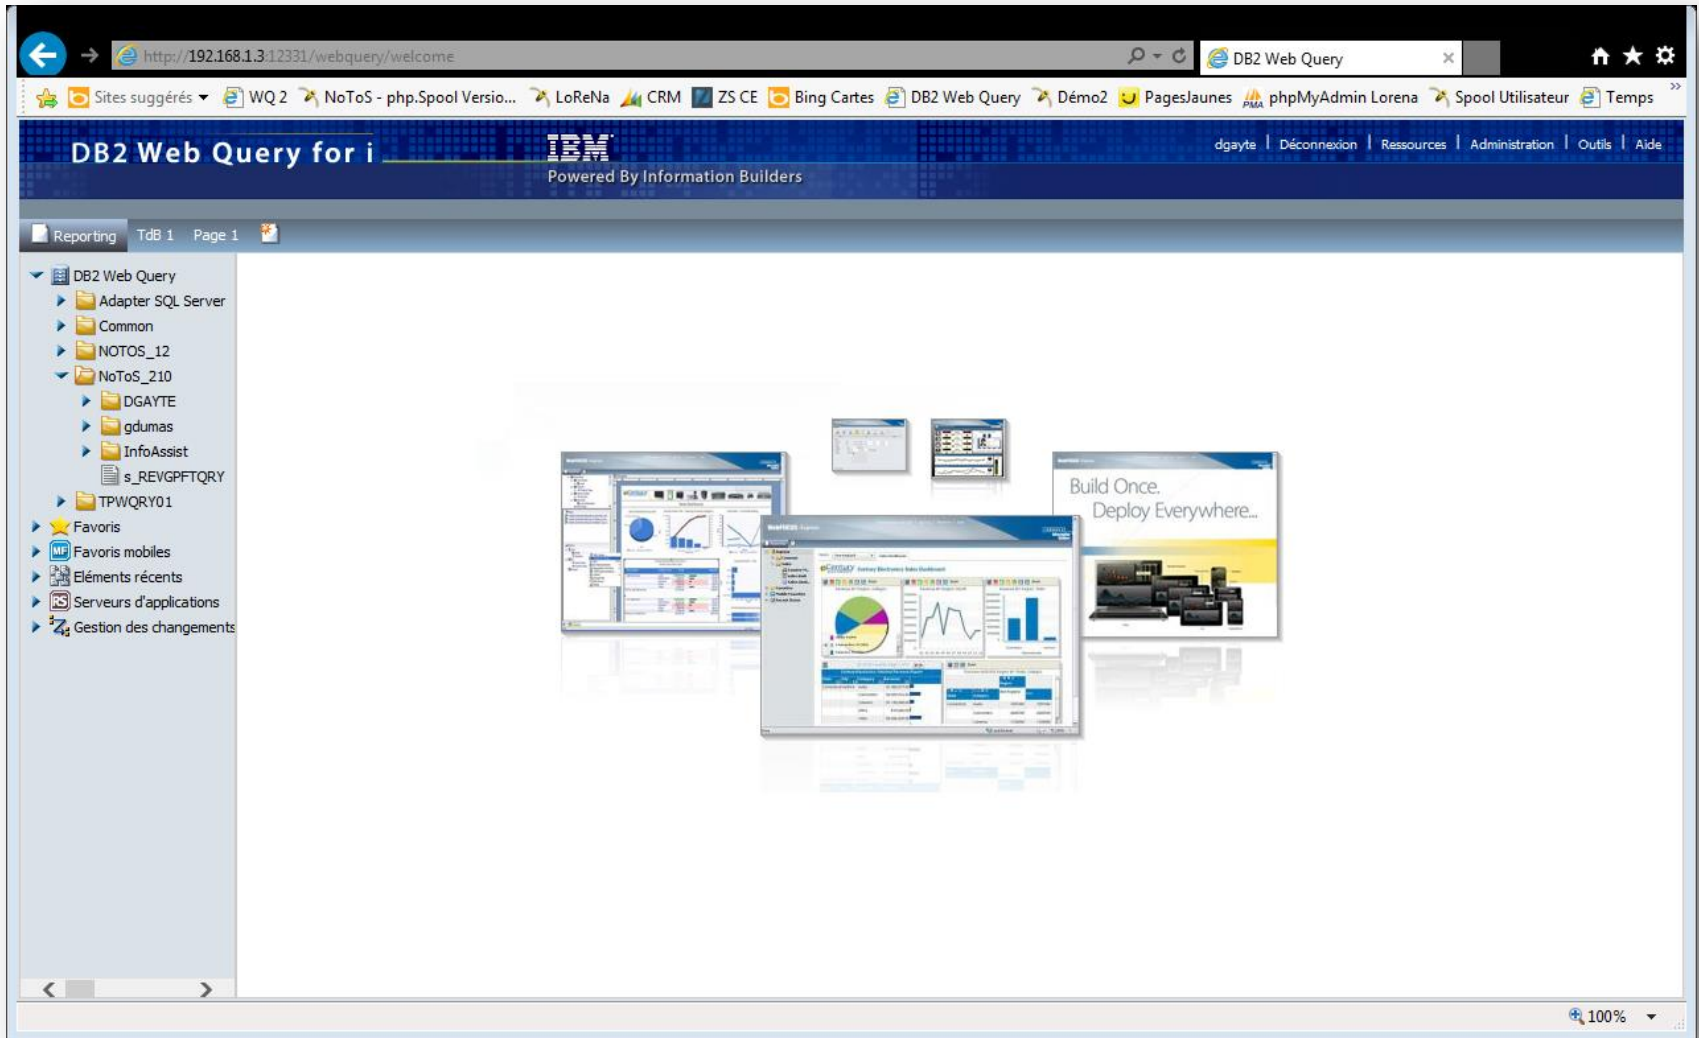 http://192.168.1.3:12331/webquery/welcome
DB2 Web Query
Sites suggérés
WQ 2
NoToS - php.Spool Versio...
LoReNa
CRM
ZS CE
Bing Cartes
DB2 Web Query
Démo2
PagesJaunes
phpMyAdmin Lorena
Spool Utilisateur
Temps
DB2 Web Query for i
IBM
Powered By Information Builders
dgayte | Déconnexion | Ressources | Administration | Outils | Aide
Reporting
TdB 1
Page 1
DB2 Web Query
Adapter SQL Server
Common
NOTOS_12
NoToS_210
DGAYTE
gdumas
InfoAssist
s_REVGPFTQRY
TPWQRY01
Favoris
Favoris mobiles
Eléments récents
Serveurs d'applications
Gestion des changements
Build Once.
Deploy Everywhere...
Century Electronics Sales Dashboard
100%